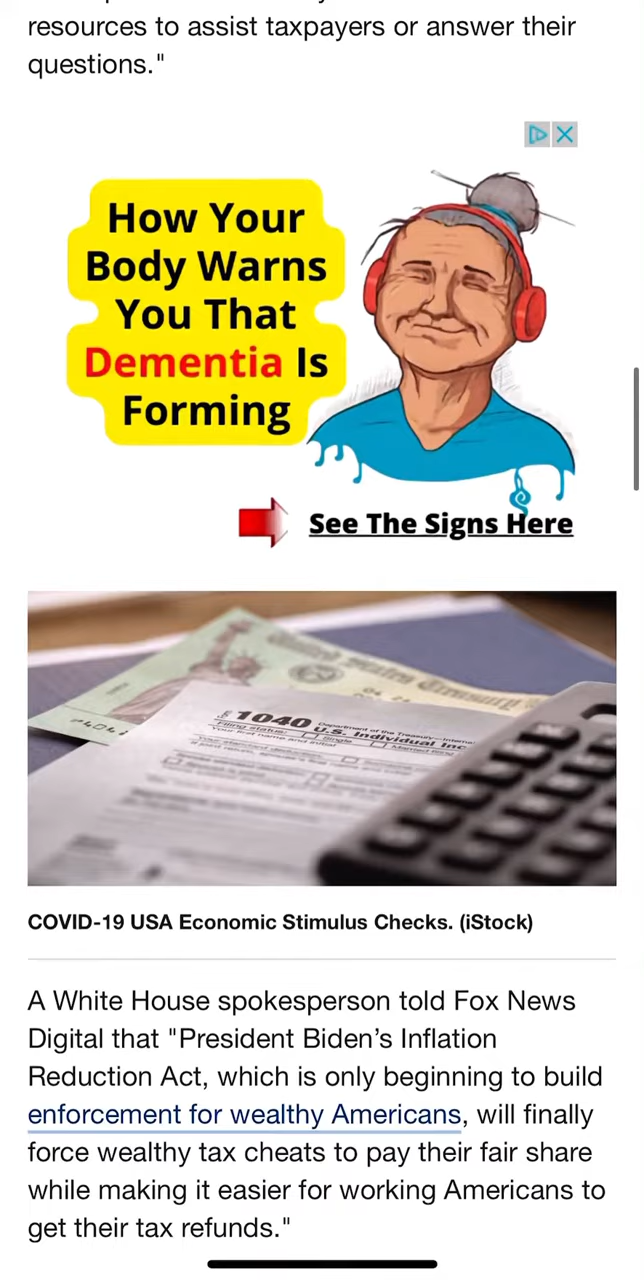 resources to assist taxpayers or answer their
questions."
How Your
Body Warns
You That
Dementia Is
Forming
See The Signs Here
1040
U.S. Individual Inc
Filing status:
Single
COVID-19 USA Economic Stimulus Checks. (iStock)
A White House spokesperson told Fox News
Digital that "President Biden’s Inflation
Reduction Act, which is only beginning to build
enforcement for wealthy Americans, will finally
force wealthy tax cheats to pay their fair share
while making it easier for working Americans to
get their tax refunds."